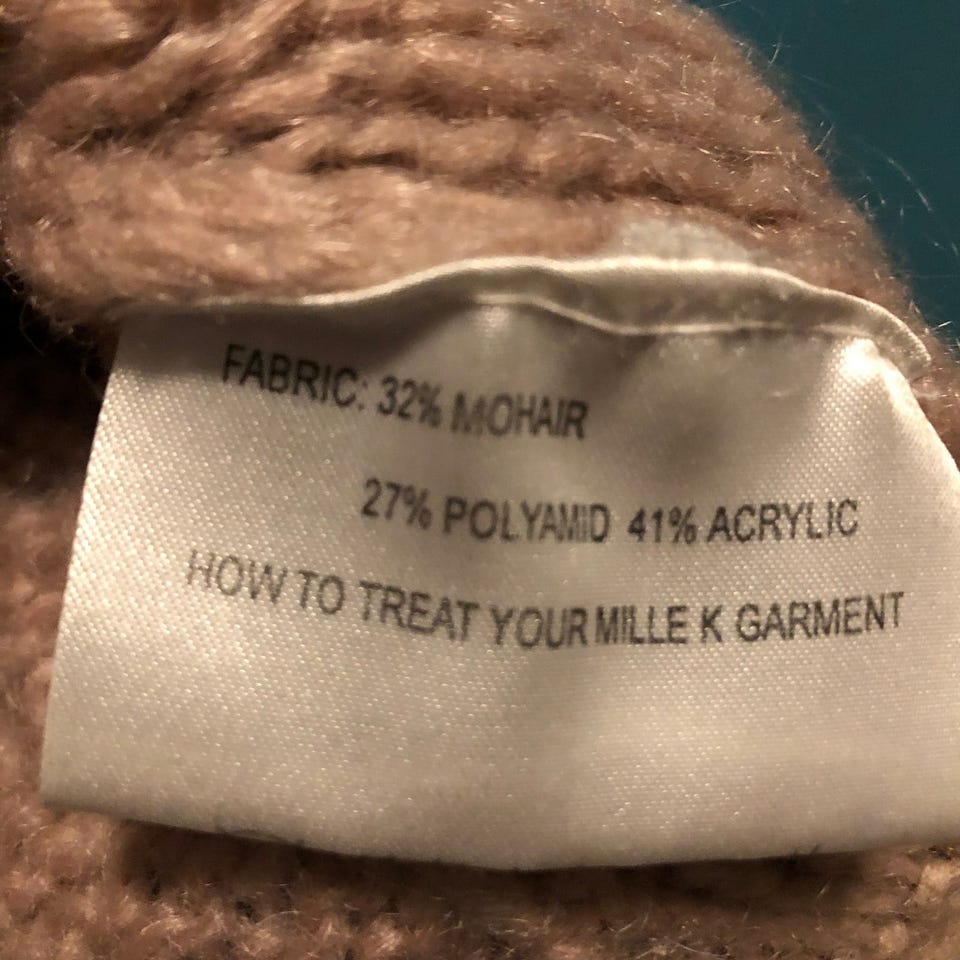 FABRIC: 32% MOHAIR
27% POLYAMID 41% ACRYLIC
HOW TO TREAT YOUR MILLE K GARMENT